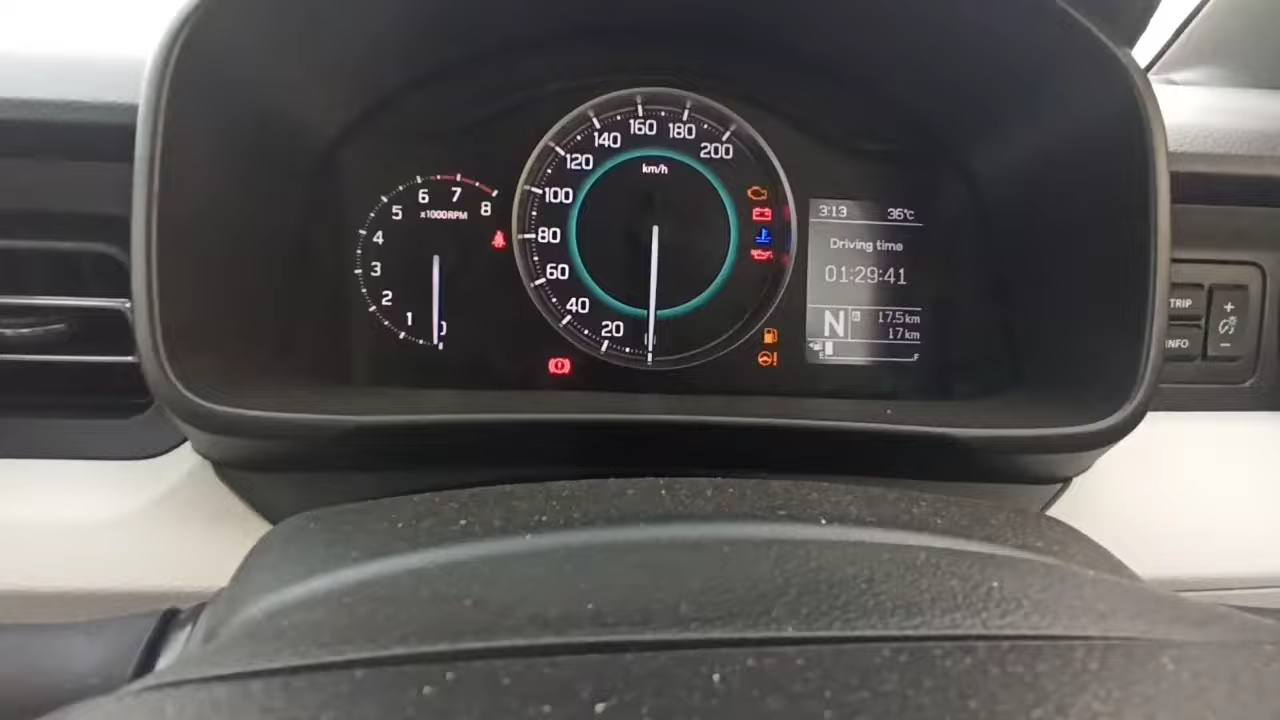 8
7
6
5
4
3
2
1
0
x1000RPM
200
180
160
140
120
100
80
60
40
20
km/h
3:13 36°C
Driving time
01:29:41
N A 17.5km
17km
E F
TRIP
INFO
+
-